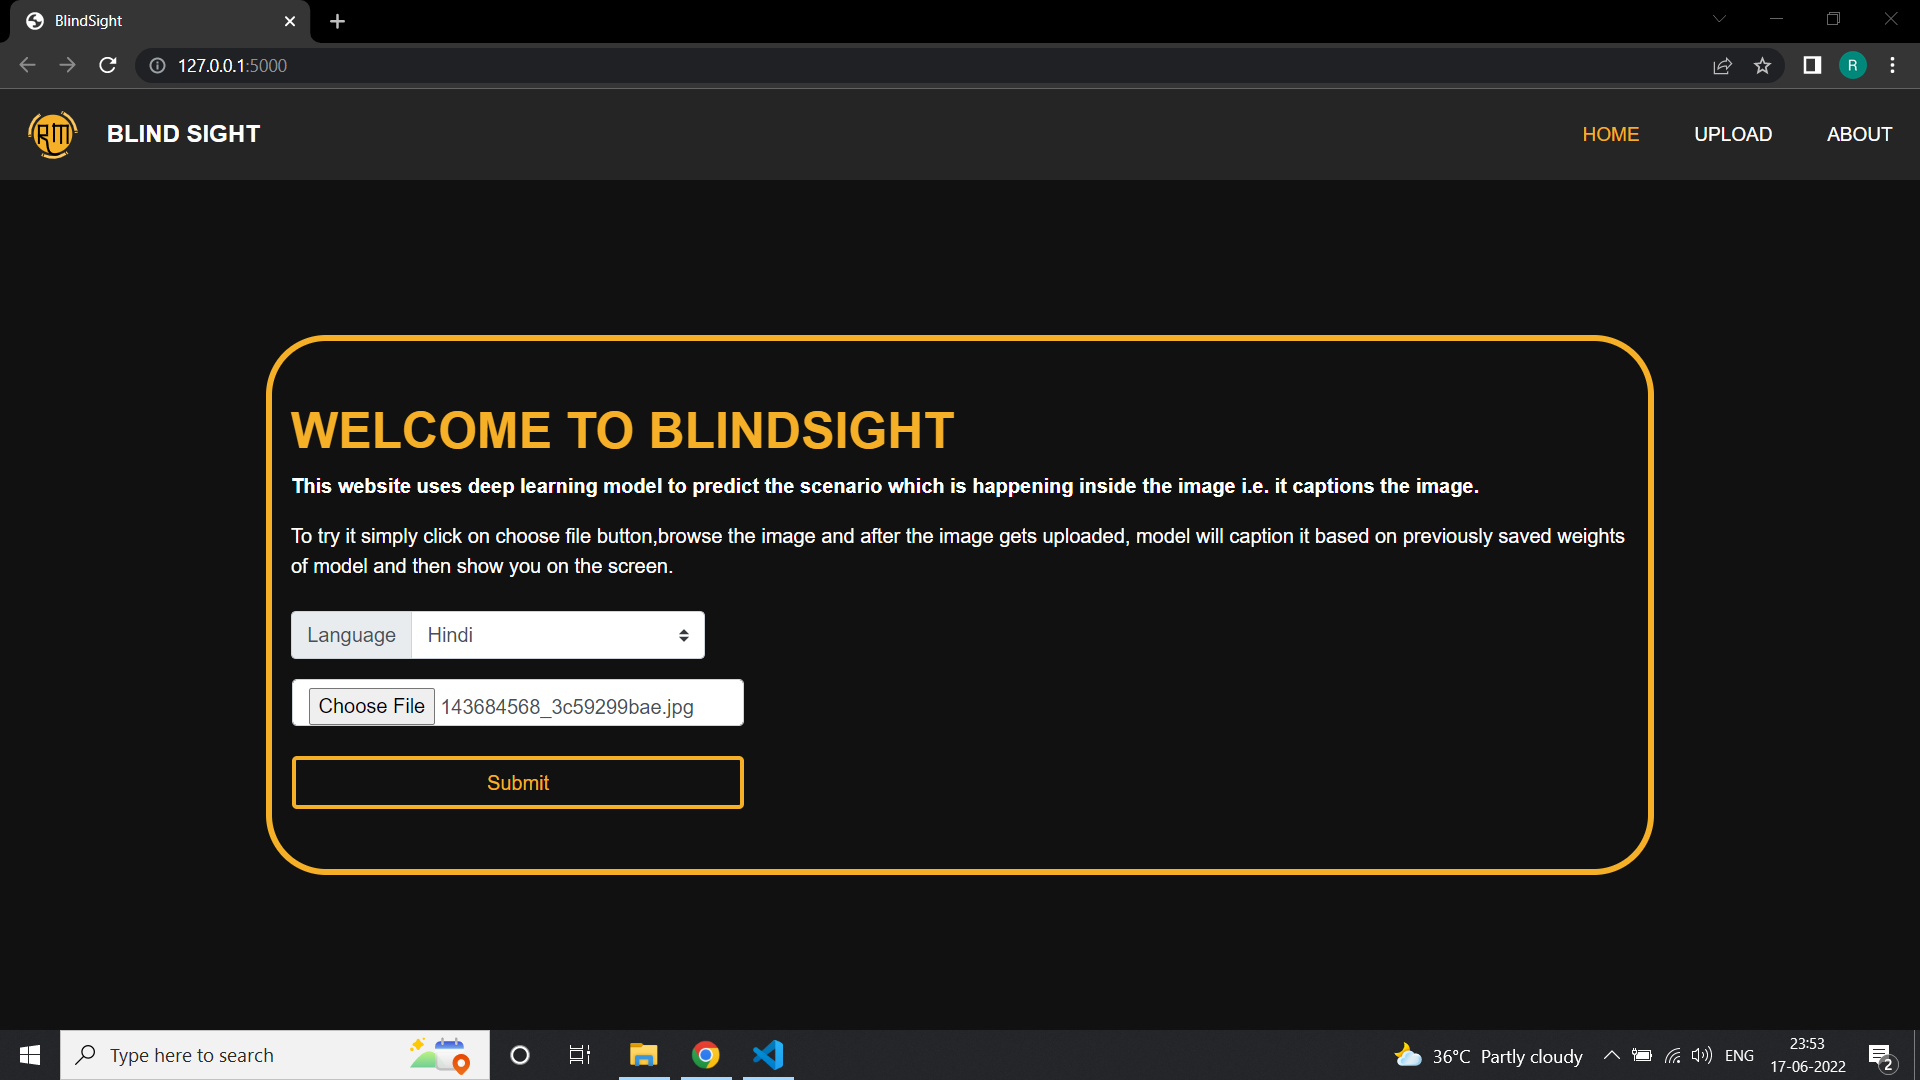 BlindSight
127.0.0.1:5000
R
RM
BLIND SIGHT
HOME
UPLOAD
ABOUT
WELCOME TO BLINDSIGHT
This website uses deep learning model to predict the scenario which is happening inside the image i.e. it captions the image.
To try it simply click on choose file button,browse the image and after the image gets uploaded, model will caption it based on previously saved weights
of model and then show you on the screen.
Language
Hindi
Choose File 143684568_3c59299bae.jpg
Submit
Type here to search
36°C Partly cloudy
ENG
23:53
17-06-2022
2